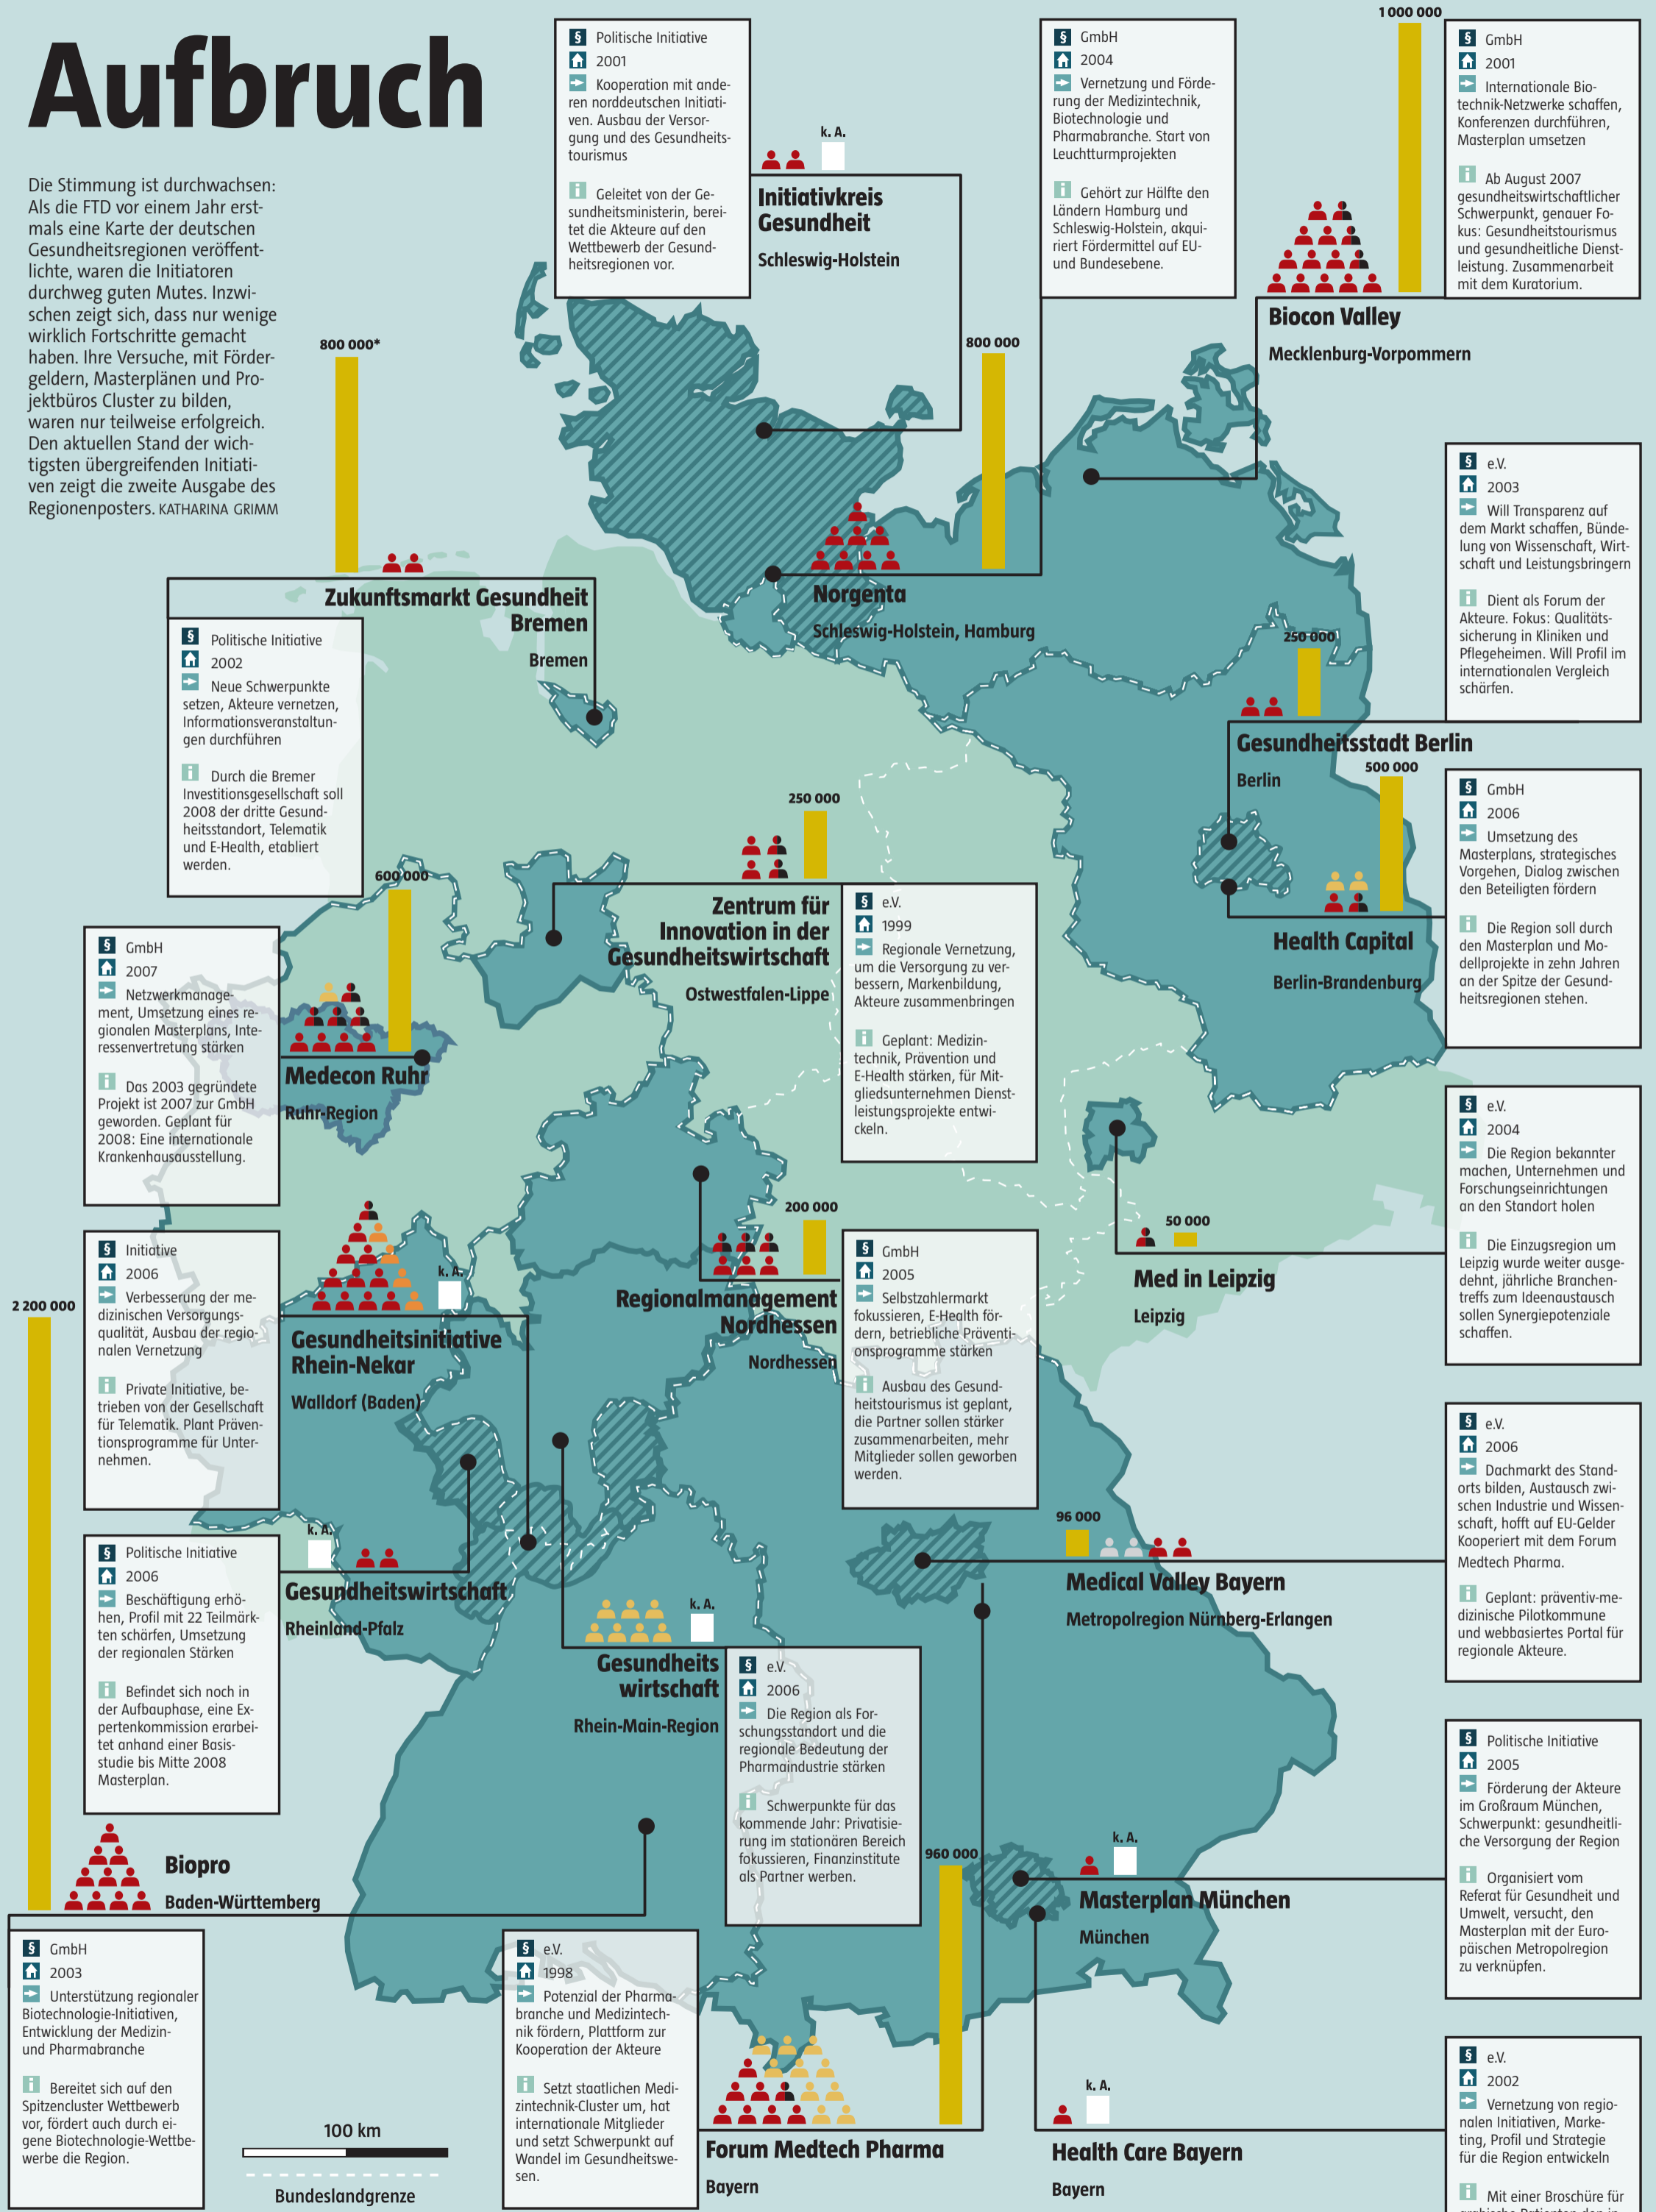 Aufbruch
Die Stimmung ist durchwachsen:
Als die FTD vor einem Jahr erst-
mals eine Karte der deutschen
Gesundheitsregionen veröffent-
lichte, waren die Initiatoren
durchweg guten Mutes. Inzwi-
schen zeigt sich, dass nur wenige
wirklich Fortschritte gemacht
haben. Ihre Versuche, mit Förder-
geldern, Masterplänen und Pro-
jektbüros Cluster zu bilden,
waren nur teilweise erfolgreich.
Den aktuellen Stand der wich-
tigsten übergreifenden Initiati-
ven zeigt die zweite Ausgabe des
Regionenposters. KATHARINA GRIMM
§ Politische Initiative
2001
Kooperation mit ande-
ren norddeutschen Initiati-
ven. Ausbau der Versor-
gung und des Gesundheits-
tourismus
i Geleitet von der Ge-
sundheitsministerin, berei-
tet die Akteure auf den
Wettbewerb der Gesund-
heitsregionen vor.
k. A.
Initiativkreis
Gesundheit
Schleswig-Holstein
§ GmbH
2004
Vernetzung und Förde-
rung der Medizintechnik,
Biotechnologie und
Pharmabranche. Start von
Leuchtturmprojekten
i Gehört zur Hälfte den
Ländern Hamburg und
Schleswig-Holstein, akqui-
riert Fördermittel auf EU-
und Bundesebene.
800 000
Norgenta
Schleswig-Holstein, Hamburg
1 000 000
§ GmbH
2001
Internationale Bio-
technik-Netzwerke schaffen,
Konferenzen durchführen,
Masterplan umsetzen
i Ab August 2007
gesundheitswirtschaftlicher
Schwerpunkt, genauer Fo-
kus: Gesundheitstourismus
und gesundheitliche Dienst-
leistung. Zusammenarbeit
mit dem Kuratorium.
Biocon Valley
Mecklenburg-Vorpommern
800 000*
Zukunftsmarkt Gesundheit
Bremen
Bremen
§ Politische Initiative
2002
Neue Schwerpunkte
setzen, Akteure vernetzen,
Informationsveranstaltun-
gen durchführen
i Durch die Bremer
Investitionsgesellschaft soll
2008 der dritte Gesund-
heitsstandort, Telematik
und E-Health, etabliert
werden.
§ e.V.
2003
Will Transparenz auf
dem Markt schaffen, Bünde-
lung von Wissenschaft, Wirt-
schaft und Leistungsbringern
i Dient als Forum der
Akteure. Fokus: Qualitäts-
sicherung in Kliniken und
Pflegeheimen. Will Profil im
internationalen Vergleich
schärfen.
250 000
Gesundheitsstadt Berlin
Berlin
500 000
§ GmbH
2006
Umsetzung des
Masterplans, strategisches
Vorgehen, Dialog zwischen
den Beteiligten fördern
i Die Region soll durch
den Masterplan und Mo-
dellprojekte in zehn Jahren
an der Spitze der Gesund-
heitsregionen stehen.
Health Capital
Berlin-Brandenburg
250 000
Zentrum für
Innovation in der
Gesundheitswirtschaft
Ostwestfalen-Lippe
§ e.V.
1999
Regionale Vernetzung,
um die Versorgung zu ver-
bessern, Markenbildung,
Akteure zusammenbringen
i Geplant: Medizin-
technik, Prävention und
E-Health stärken, für Mit-
gliedsunternehmen Dienst-
leistungsprojekte entwi-
ckeln.
600 000
§ GmbH
2007
Netzwerkmanage-
ment, Umsetzung eines re-
gionalen Masterplans, Inte-
ressenvertretung stärken
i Das 2003 gegründete
Projekt ist 2007 zur GmbH
geworden. Geplant für
2008: Eine internationale
Krankenhausausstellung.
Medecon Ruhr
Ruhr-Region
§ e.V.
2004
Die Region bekannter
machen, Unternehmen und
Forschungseinrichtungen
an den Standort holen
i Die Einzugsregion um
Leipzig wurde weiter ausge-
dehnt, jährliche Branchen-
treffs zum Ideenaustausch
sollen Synergiepotenziale
schaffen.
50 000
Med in Leipzig
Leipzig
200 000
Regionalmanagement
Nordhessen
Nordhessen
§ GmbH
2005
Selbstzahlermarkt
fokussieren, E-Health för-
dern, betriebliche Präventi-
onsprogramme stärken
i Ausbau des Gesund-
heitstourismus ist geplant,
die Partner sollen stärker
zusammenarbeiten, mehr
Mitglieder sollen geworben
werden.
§ Initiative
2006
Verbesserung der me-
dizinischen Versorgungs-
qualität, Ausbau der regio-
nalen Vernetzung
i Private Initiative, be-
trieben von der Gesellschaft
für Telematik. Plant Präven-
tionsprogramme für Unter-
nehmen.
k. A.
Gesundheitsinitiative
Rhein-Nekar
Walldorf (Baden)
2 200 000
§ Politische Initiative
2006
Beschäftigung erhö-
hen, Profil mit 22 Teilmärk-
ten schärfen, Umsetzung
der regionalen Stärken
i Befindet sich noch in
der Aufbauphase, eine Ex-
pertenkommission erarbei-
tet anhand einer Basis-
studie bis Mitte 2008
Masterplan.
k. A.
Gesundheitswirtschaft
Rheinland-Pfalz
§ e.V.
2006
Dachmarkt des Stand-
orts bilden, Austausch zwi-
schen Industrie und Wissen-
schaft, hofft auf EU-Gelder
Kooperiert mit dem Forum
Medtech Pharma.
i Geplant: präventiv-me-
dizinische Pilotkommune
und webbasiertes Portal für
regionale Akteure.
96 000
Medical Valley Bayern
Metropolregion Nürnberg-Erlangen
k. A.
Gesundheits
wirtschaft
Rhein-Main-Region
§ e.V.
2006
Die Region als For-
schungsstandort und die
regionale Bedeutung der
Pharmaindustrie stärken
i Schwerpunkte für das
kommende Jahr: Privatisie-
rung im stationären Bereich
fokussieren, Finanzinstitute
als Partner werben.
§ Politische Initiative
2005
Förderung der Akteure
im Großraum München,
Schwerpunkt: gesundheitli-
che Versorgung der Region
i Organisiert vom
Referat für Gesundheit und
Umwelt, versucht, den
Masterplan mit der Euro-
päischen Metropolregion
zu verknüpfen.
k. A.
Masterplan München
München
Biopro
Baden-Württemberg
§ GmbH
2003
Unterstützung regionaler
Biotechnologie-Initiativen,
Entwicklung der Medizin-
und Pharmabranche
i Bereitet sich auf den
Spitzencluster Wettbewerb
vor, fördert auch durch ei-
gene Biotechnologie-Wettbe-
werbe die Region.
100 km
Bundeslandgrenze
§ e.V.
1998
Potenzial der Pharma-
branche und Medizintech-
nik fördern, Plattform zur
Kooperation der Akteure
i Setzt staatlichen Medi-
zintechnik-Cluster um, hat
internationale Mitglieder
und setzt Schwerpunkt auf
Wandel im Gesundheitswe-
sen.
960 000
Forum Medtech Pharma
Bayern
k. A.
Health Care Bayern
Bayern
§ e.V.
2002
Vernetzung von regio-
nalen Initiativen, Marke-
ting, Profil und Strategie
für die Region entwickeln
i Mit einer Broschüre für